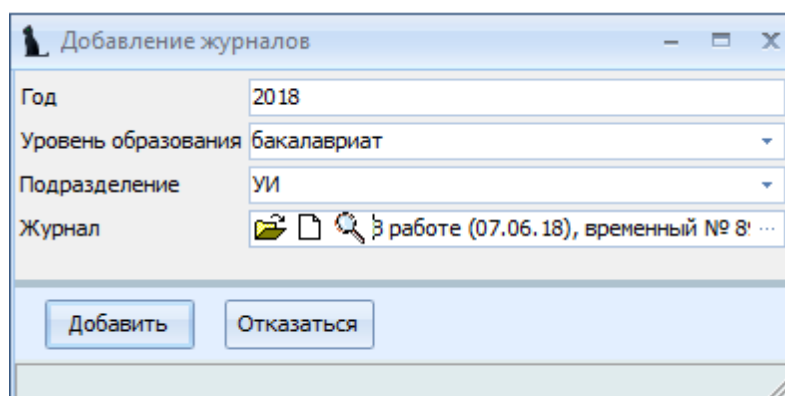 Добавление журналов
Год 2018
Уровень образования бакалавриат
Подразделение УИ
Журнал В работе (07.06.18), временный №
Добавить Отказаться